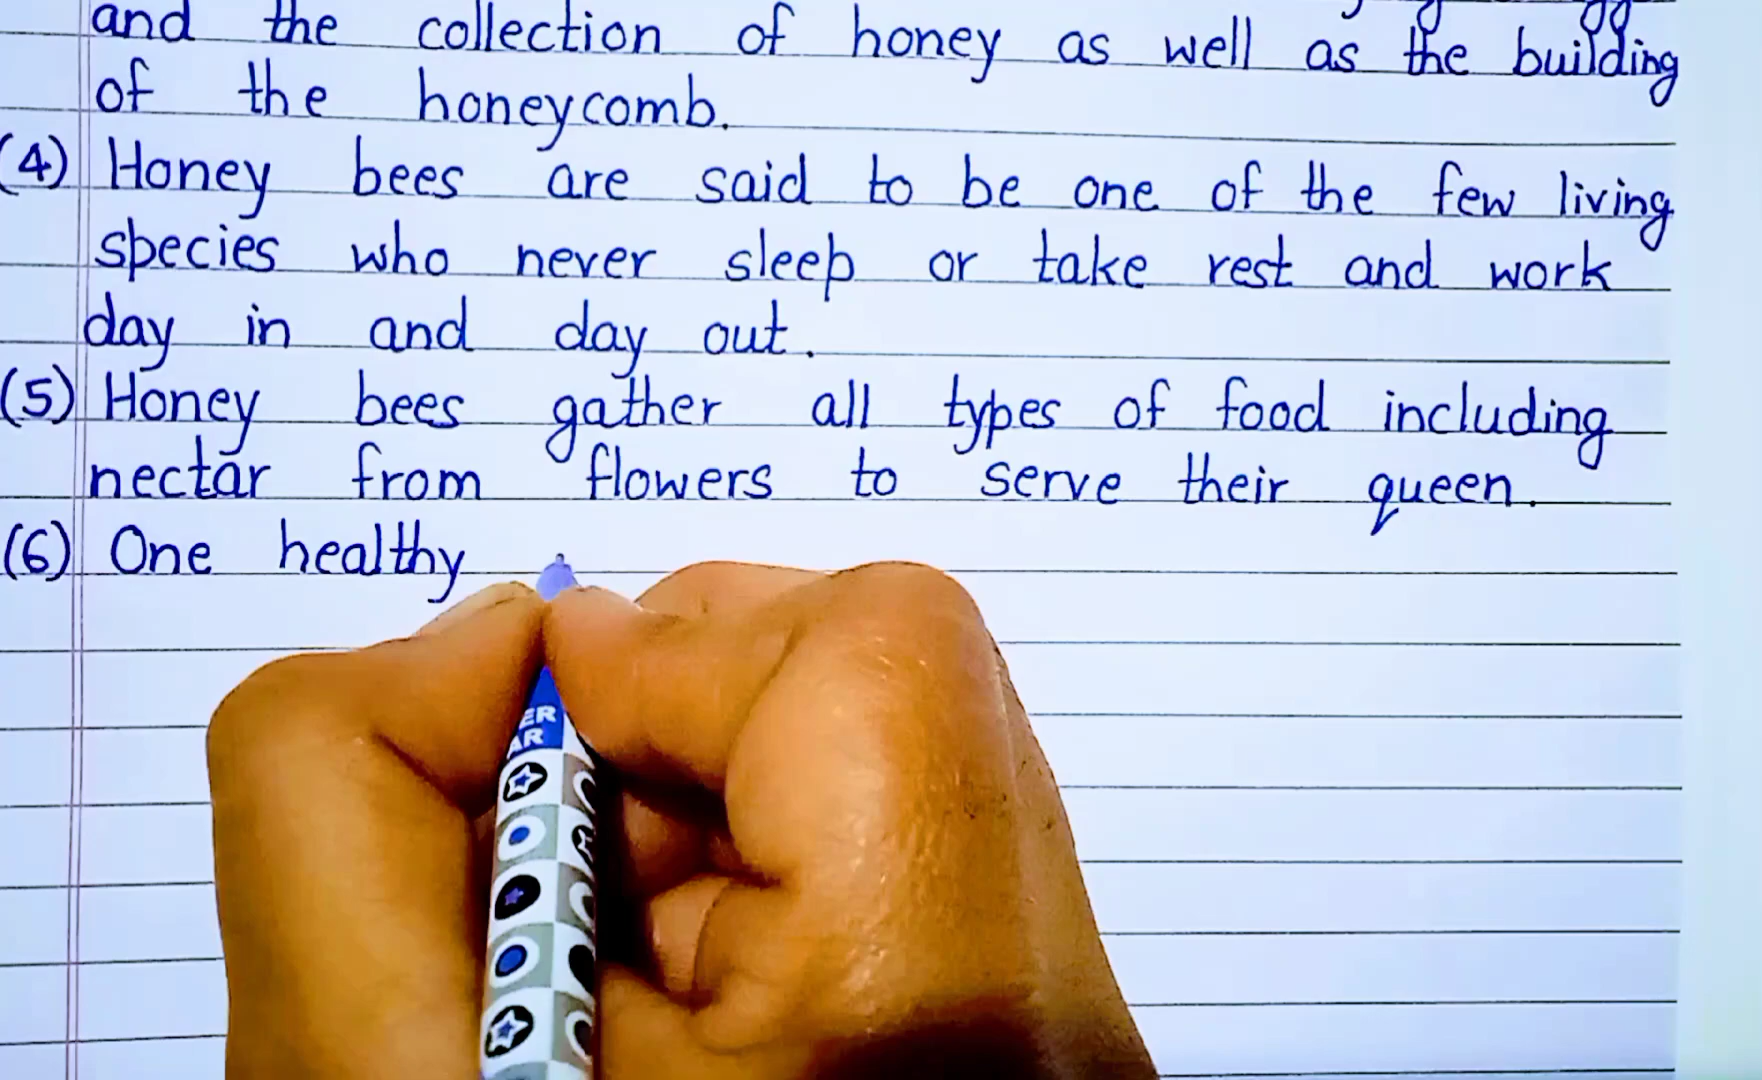 and the collection of honey as well as the building
of the honeycomb.
(4) Honey bees are said to be one of the few living
species who never sleep or take rest and work
day in and day out.
(5) Honey bees gather all types of food including
nectar from flowers to serve their queen.
(6) One healthy
ER
AR